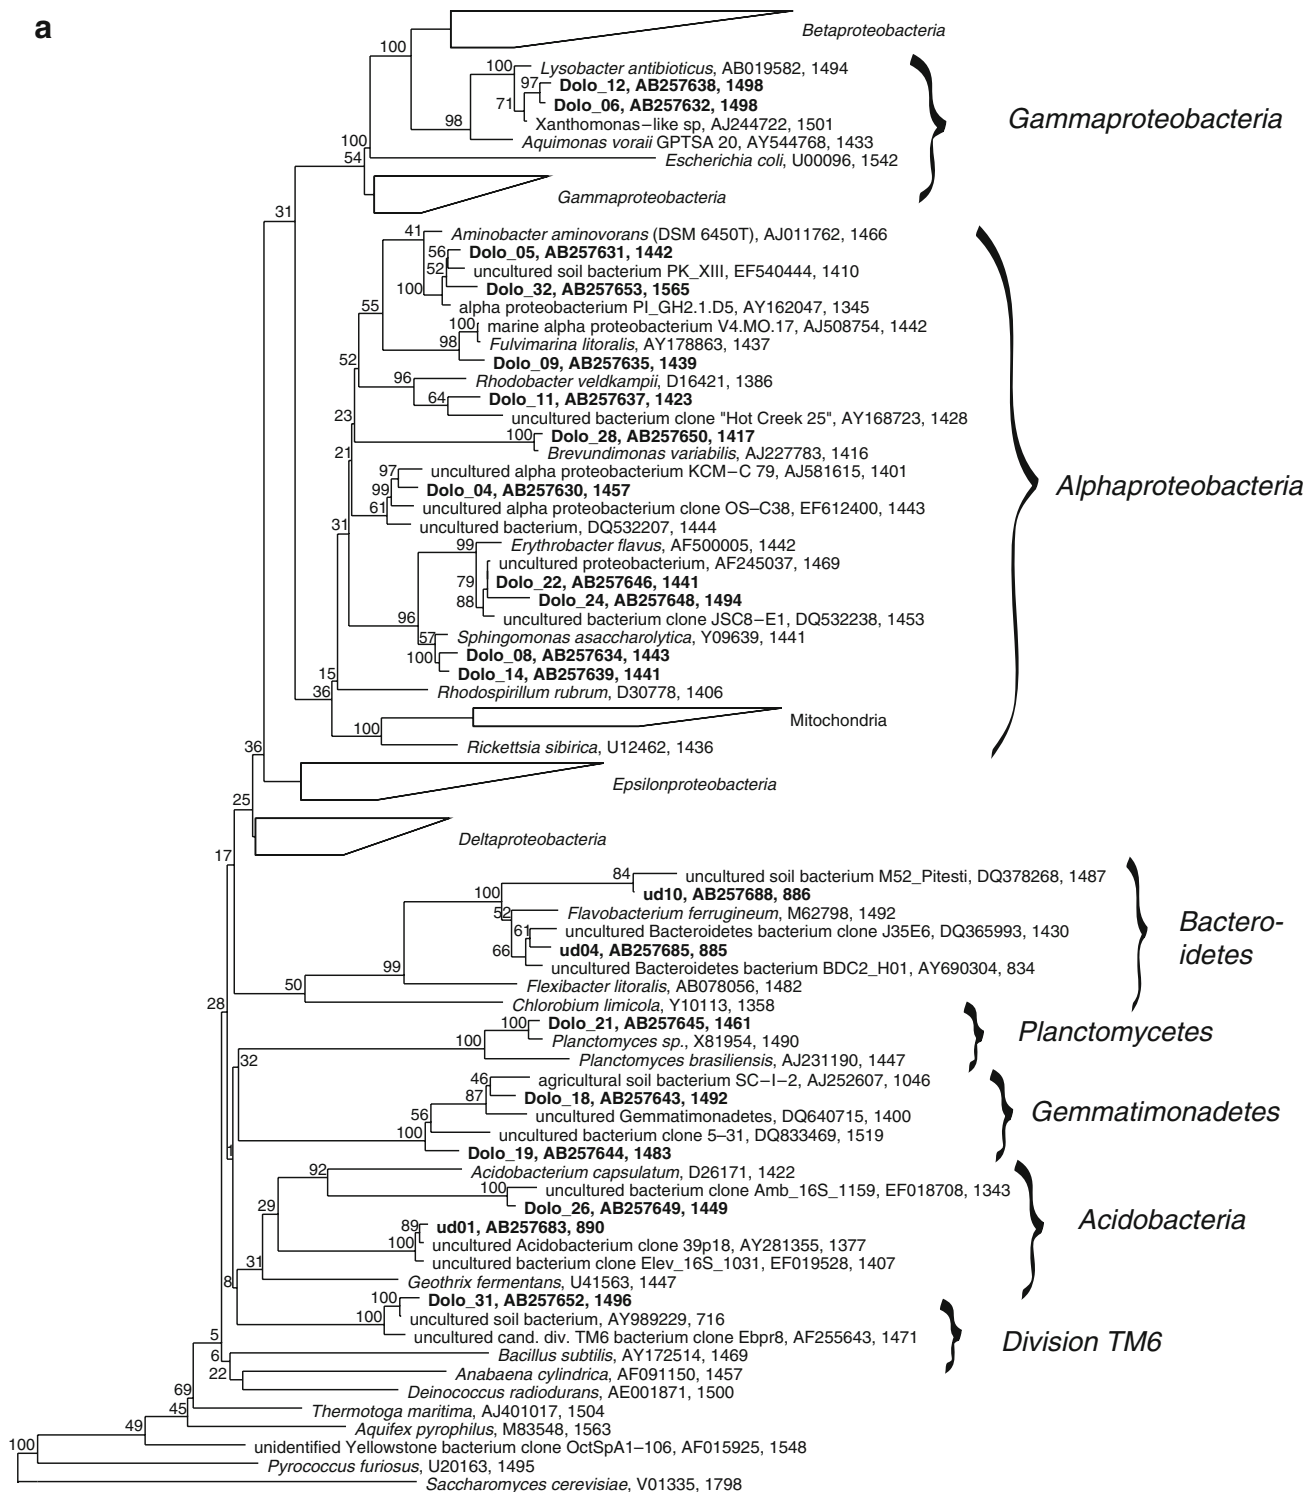 a
Betaproteobacteria
100
100
Lysobacter antibioticus, AB019582, 1494
97
Dolo_12, AB257638, 1498
71
Dolo_06, AB257632, 1498
Gammaproteobacteria
98
Xanthomonas−like sp, AJ244722, 1501
Aquimonas voraii GPTSA 20, AY544768, 1433
100
54
Escherichia coli, U00096, 1542
Gammaproteobacteria
31
41
Aminobacter aminovorans (DSM 6450T), AJ011762, 1466
56
Dolo_05, AB257631, 1442
52
uncultured soil bacterium PK_XIII, EF540444, 1410
100
Dolo_32, AB257653, 1565
55
alpha proteobacterium PI_GH2.1.D5, AY162047, 1345
100
marine alpha proteobacterium V4.MO.17, AJ508754, 1442
98
Fulvimarina litoralis, AY178863, 1437
52
Dolo_09, AB257635, 1439
96
Rhodobacter veldkampii, D16421, 1386
64
Dolo_11, AB257637, 1423
23
uncultured bacterium clone "Hot Creek 25", AY168723, 1428
100
Dolo_28, AB257650, 1417
21
Brevundimonas variabilis, AJ227783, 1416
97
uncultured alpha proteobacterium KCM−C 79, AJ581615, 1401
99
Dolo_04, AB257630, 1457
Alphaproteobacteria
61
uncultured alpha proteobacterium clone OS−C38, EF612400, 1443
31
uncultured bacterium, DQ532207, 1444
99
Erythrobacter flavus, AF500005, 1442
uncultured proteobacterium, AF245037, 1469
79
Dolo_22, AB257646, 1441
88
Dolo_24, AB257648, 1494
96
uncultured bacterium clone JSC8−E1, DQ532238, 1453
57
Sphingomonas asaccharolytica, Y09639, 1441
100
Dolo_08, AB257634, 1443
15
Dolo_14, AB257639, 1441
36
Rhodospirillum rubrum, D30778, 1406
Mitochondria
100
Rickettsia sibirica, U12462, 1436
36
Epsilonproteobacteria
25
Deltaproteobacteria
17
84
uncultured soil bacterium M52_Pitesti, DQ378268, 1487
100
ud10, AB257688, 886
52
Flavobacterium ferrugineum, M62798, 1492
61
uncultured Bacteroidetes bacterium clone J35E6, DQ365993, 1430
Bactero-
idetes
66
ud04, AB257685, 885
99
uncultured Bacteroidetes bacterium BDC2_H01, AY690304, 834
50
Flexibacter litoralis, AB078056, 1482
28
Chlorobium limicola, Y10113, 1358
100
Dolo_21, AB257645, 1461
Planctomycetes
100
Planctomyces sp., X81954, 1490
32
Planctomyces brasiliensis, AJ231190, 1447
46
agricultural soil bacterium SC−I−2, AJ252607, 1046
87
Dolo_18, AB257643, 1492
56
uncultured Gemmatimonadetes, DQ640715, 1400
Gemmatimonadetes
100
uncultured bacterium clone 5−31, DQ833469, 1519
1
Dolo_19, AB257644, 1483
92
Acidobacterium capsulatum, D26171, 1422
100
uncultured bacterium clone Amb_16S_1159, EF018708, 1343
29
Dolo_26, AB257649, 1449
Acidobacteria
89
ud01, AB257683, 890
100
uncultured Acidobacterium clone 39p18, AY281355, 1377
31
uncultured bacterium clone Elev_16S_1031, EF019528, 1407
8
Geothrix fermentans, U41563, 1447
100
Dolo_31, AB257652, 1496
100
uncultured soil bacterium, AY989229, 716
5
uncultured cand. div. TM6 bacterium clone Ebpr8, AF255643, 1471
Division TM6
6
Bacillus subtilis, AY172514, 1469
22
Anabaena cylindrica, AF091150, 1457
69
Deinococcus radiodurans, AE001871, 1500
45
Thermotoga maritima, AJ401017, 1504
49
Aquifex pyrophilus, M83548, 1563
100
unidentified Yellowstone bacterium clone OctSpA1−106, AF015925, 1548
Pyrococcus furiosus, U20163, 1495
Saccharomyces cerevisiae, V01335, 1798